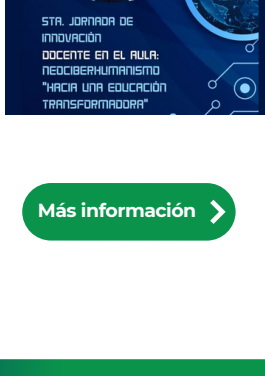 5TA. JORNADA DE
INNOVACIÓN
DOCENTE EN EL AULA:
NEOCIBERHUMANISMO
"HACIA UNA EDUCACIÓN
TRANSFORMADORA"
Más información